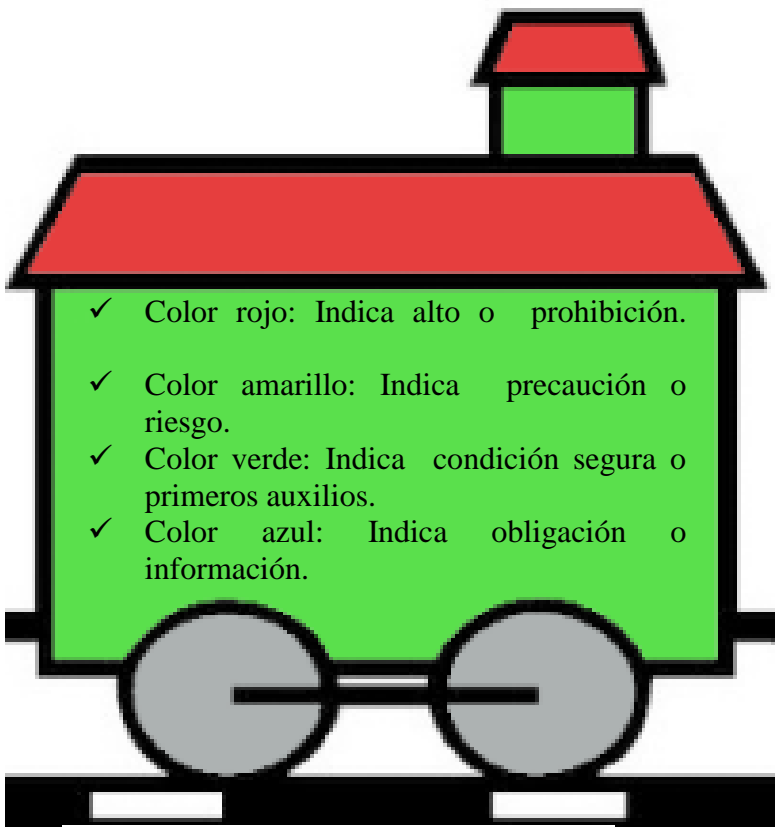 ✓ Color rojo: Indica alto o prohibición.
✓ Color amarillo: Indica precaución o
riesgo.
✓ Color verde: Indica condición segura o
primeros auxilios.
✓ Color azul: Indica obligación o
información.